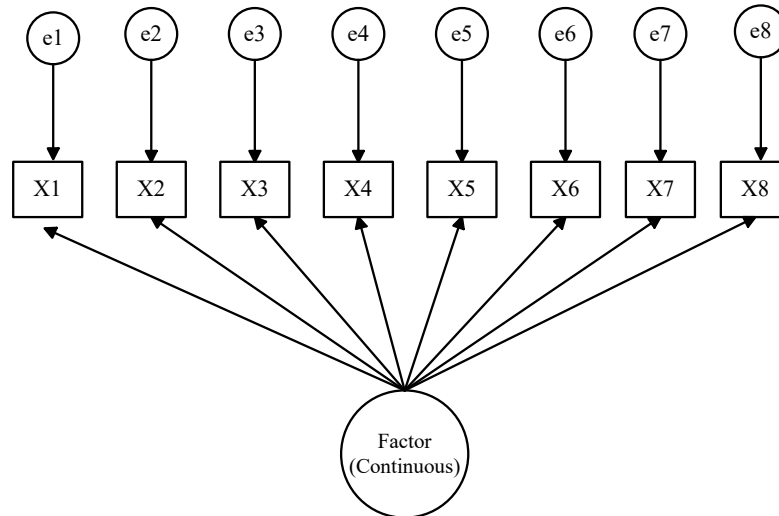 e1 e2 e3 e4 e5 e6 e7 e8
X1 X2 X3 X4 X5 X6 X7 X8
Factor
(Continuous)